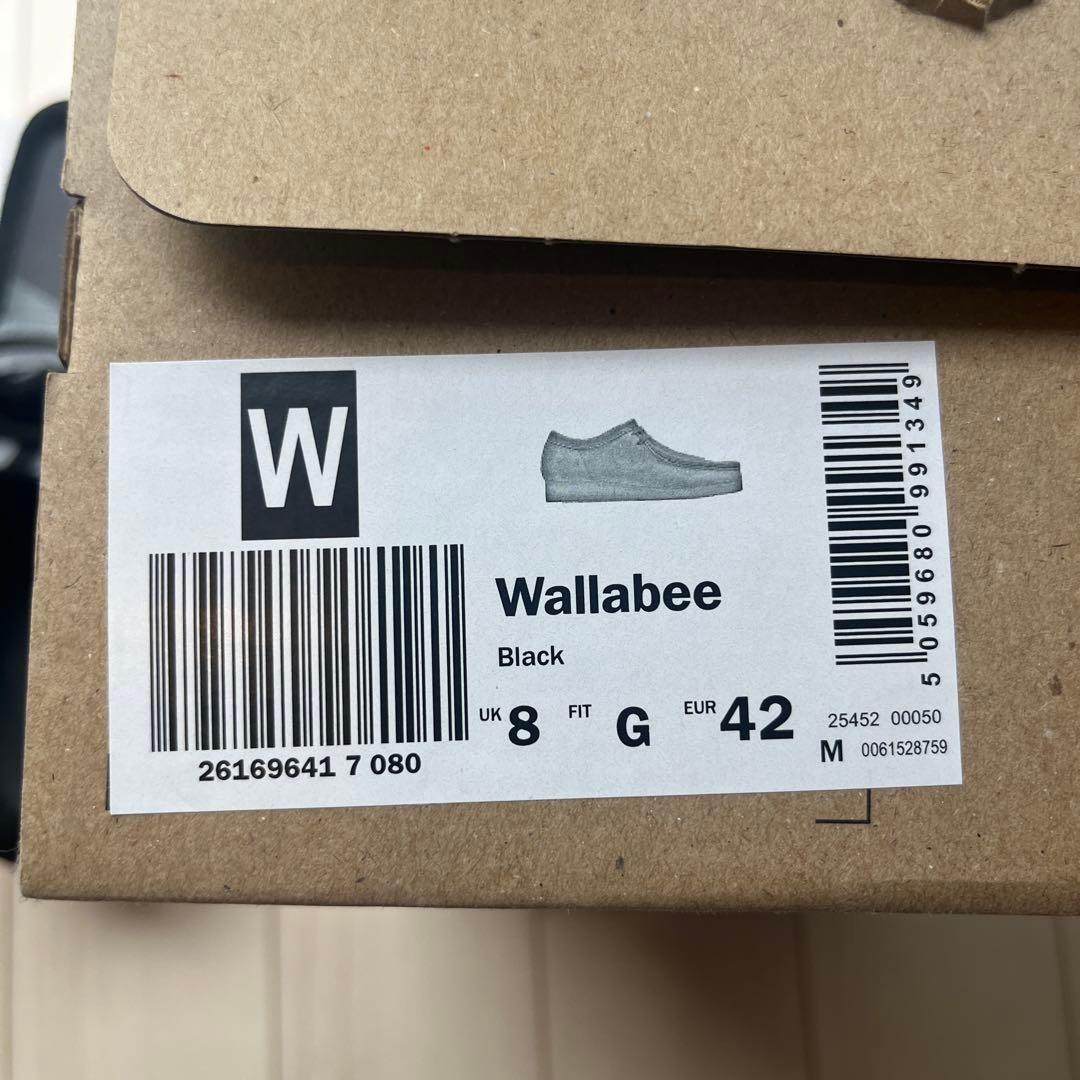 W
26169641 7 080
Wallabee
Black
UK 8 FIT G EUR 42
5 059680 991349
25452 00050
M 0061528759